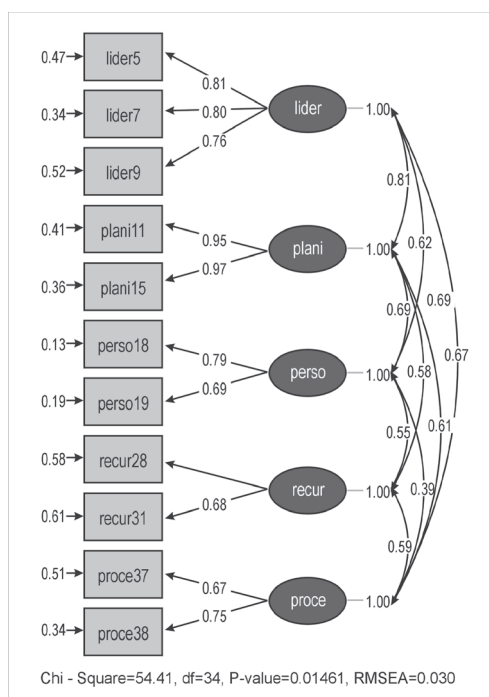 0.47 lider5
0.81
0.34 lider7 0.80 lider 1.00
0.76
0.52 lider9
0.81
0.41 plani11 0.62
0.95 plani 1.00
0.97
0.36 plani15 0.69 0.69
0.13 perso18 0.67
0.79 perso 1.00 0.58
0.69
0.19 perso19
0.61
0.55
0.58 recur28
recur 1.00 0.39
0.68
0.61 recur31
0.59
0.51 proce37
0.67 proce 1.00
0.75
0.34 proce38
Chi - Square=54.41, df=34, P-value=0.01461, RMSEA=0.030